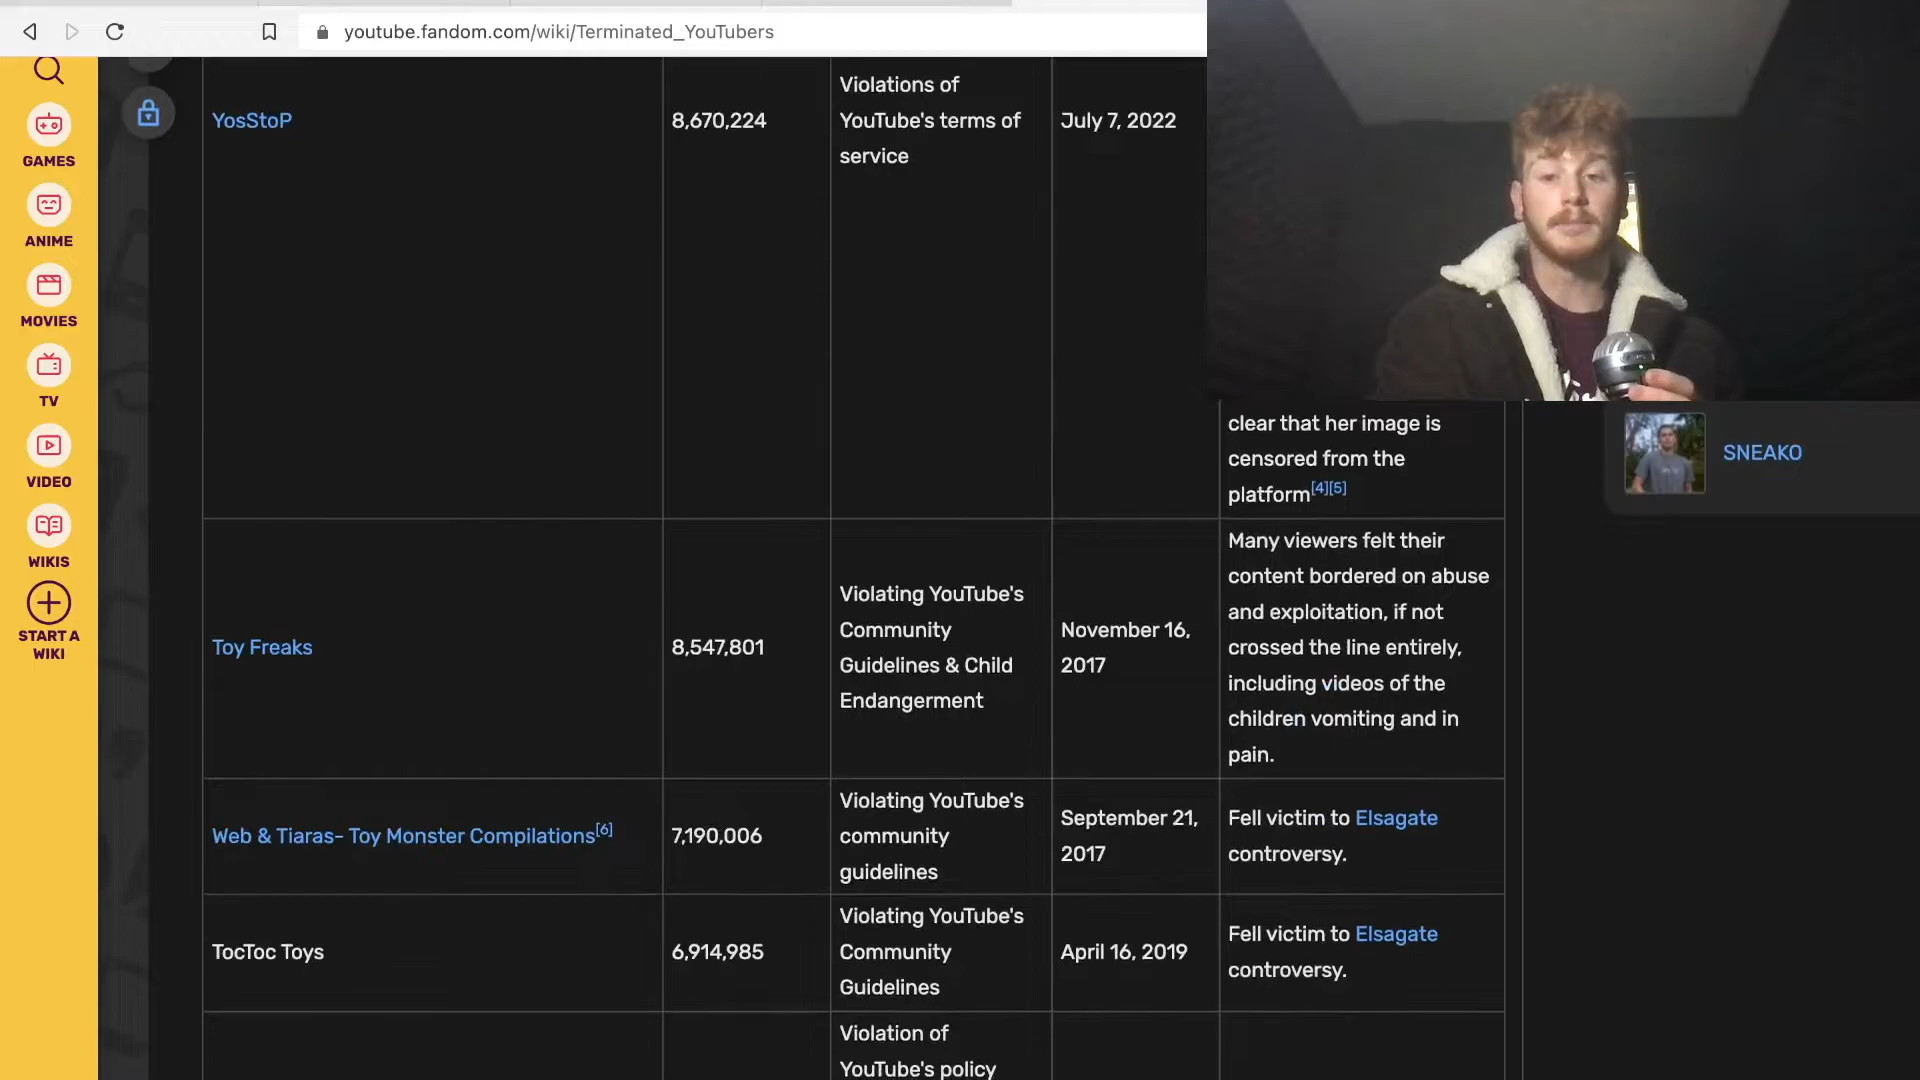 youtube.fandom.com/wiki/Terminated_YouTubers
GAMES
ANIME
MOVIES
TV
VIDEO
WIKIS
START A
WIKI
YosStoP
8,670,224
Violations of
YouTube's terms of
service
July 7, 2022
clear that her image is
censored from the
platform[4][5]
Toy Freaks
8,547,801
Violating YouTube's
Community
Guidelines & Child
Endangerment
November 16,
2017
Many viewers felt their
content bordered on abuse
and exploitation, if not
crossed the line entirely,
including videos of the
children vomiting and in
pain.
Web & Tiaras- Toy Monster Compilations[6]
7,190,006
Violating YouTube's
community
guidelines
September 21,
2017
Fell victim to Elsagate
controversy.
TocToc Toys
6,914,985
Violating YouTube's
Community
Guidelines
April 16, 2019
Fell victim to Elsagate
controversy.
Violation of
YouTube's policy
SNEAKO